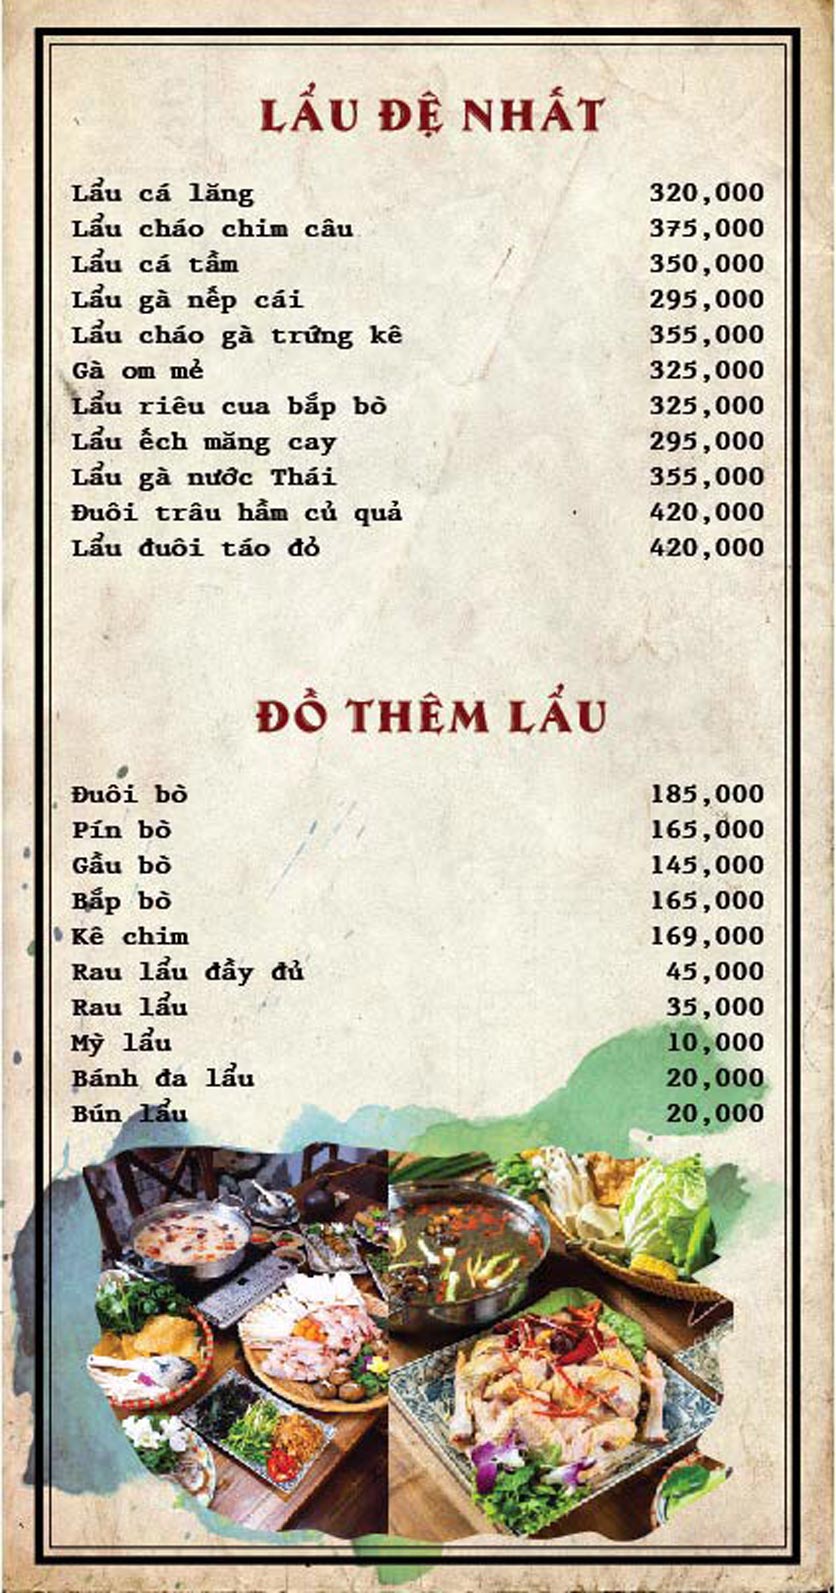 LẨU ĐỆ NHẤT
Lẩu cá lăng 320,000
Lẩu cháo chim câu 375,000
Lẩu cá tầm 350,000
Lẩu gà nếp cái 295,000
Lẩu cháo gà trứng kê 355,000
Gà om mẻ 325,000
Lẩu riêu cua bắp bò 325,000
Lẩu ếch măng cay 295,000
Lẩu gà nước Thái 355,000
Đuôi trâu hầm củ quả 420,000
Lẩu đuôi táo đỏ 420,000
ĐỒ THÊM LẨU
Đuôi bò 185,000
Pín bò 165,000
Gầu bò 145,000
Bắp bò 165,000
Kê chim 169,000
Rau lẩu đầy đủ 45,000
Rau lẩu 35,000
Mỳ lẩu 10,000
Bánh đa lẩu 20,000
Bún lẩu 20,000